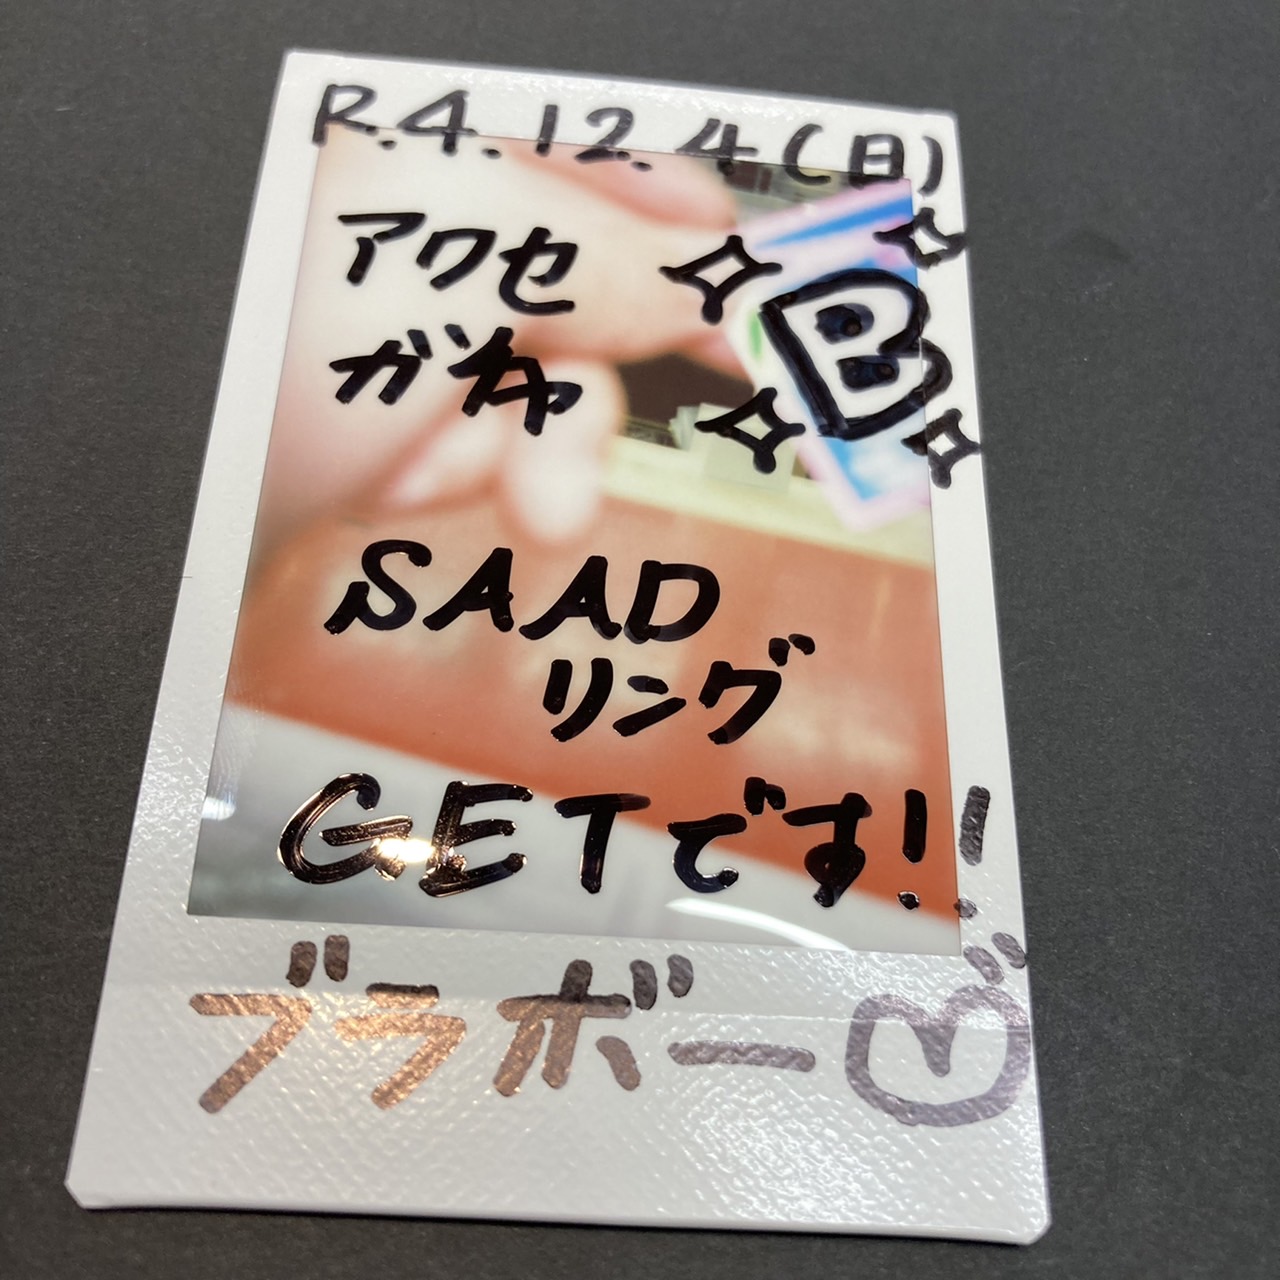 R.4.12.4(日)
アクセ
ガチャ
B
SAAD
リング
GETです!!
ブラボー